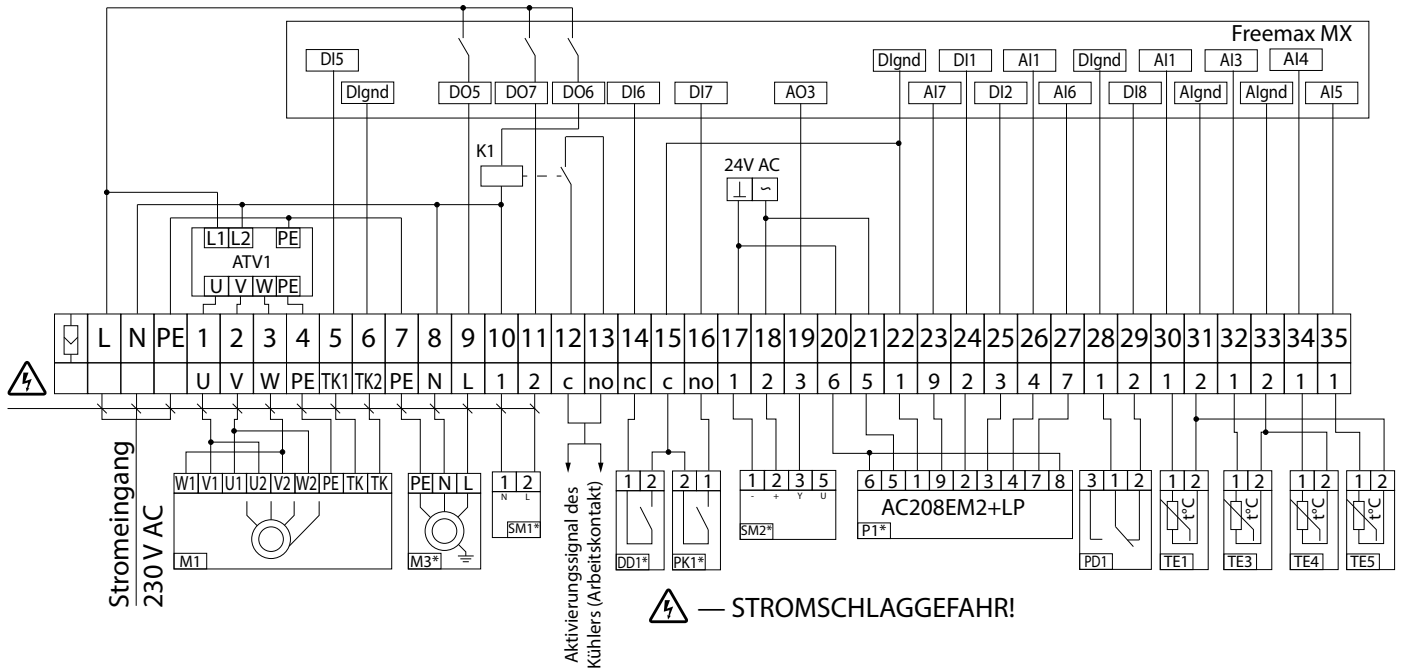 Freemax MX
DI5 DIgnd DI1 AI1 DIgnd AI1 AI3 AI4
DIgnd DO5 DO7 DO6 DI6 DI7 AO3 AI7 DI2 AI6 DI8 AIgnd AIgnd AI5
K1
24V AC
⊥ ~
L1 L2 PE
ATV1
U V W PE
L N PE 1 2 3 4 5 6 7 8 9 10 11 12 13 14 15 16 17 18 19 20 21 22 23 24 25 26 27 28 29 30 31 32 33 34 35
U V W PE TK1 TK2 PE N L 1 2 c no nc c no 1 2 3 6 5 1 9 2 3 4 7 1 2 1 2 1 2 1 1
Stromeingang
230 V AC
W1 V1 U1 U2 V2 W2 PE TK TK
M1
PE N L
M3*
1 2
N L
SM1*
Aktivierungssignal des
Kühlers (Arbeitskontakt)
1 2
DD1*
2 1
PK1*
1 2 3 5
- + Y U
SM2*
6 5 1 9 2 3 4 7 8
AC208EM2+LP
P1*
3 1 2
PD1
1 2
t°C
TE1
1 2
t°C
TE3
1 2
t°C
TE4
1 2
t°C
TE5
— STROMSCHLAGGEFAHR!